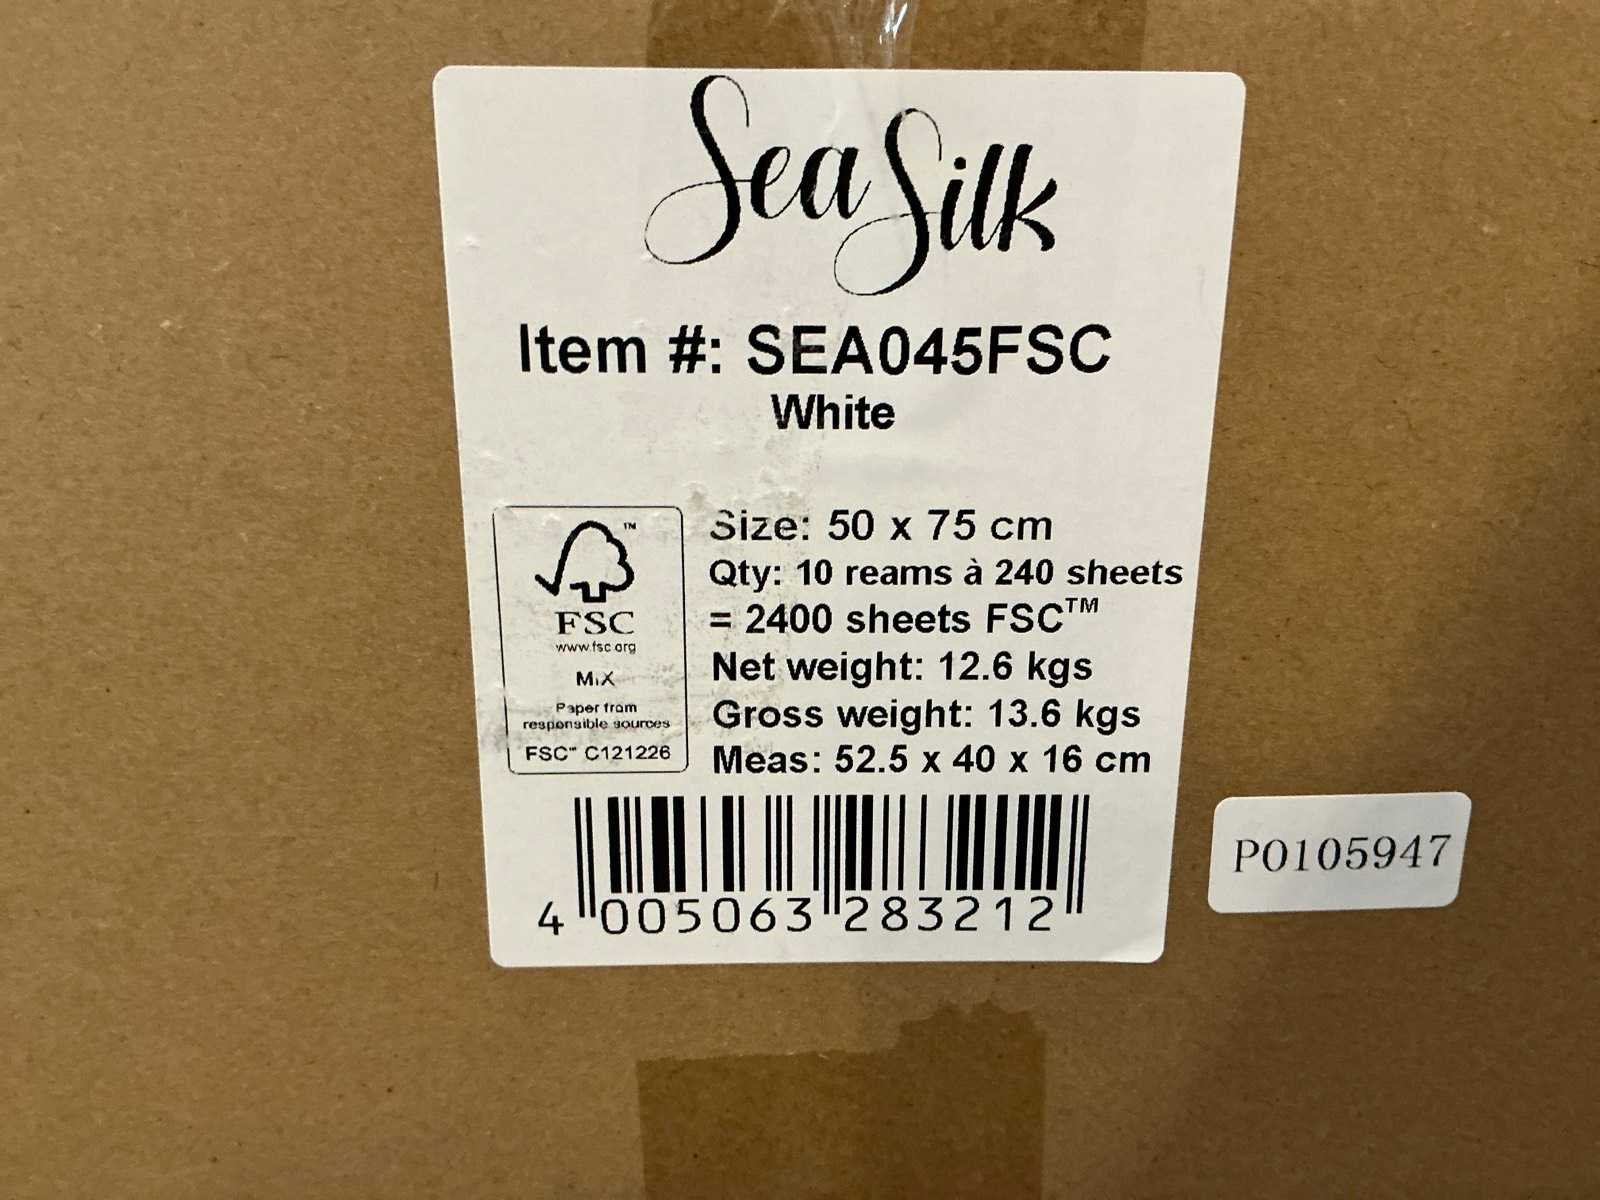 Sea Silk
Item #: SEA045FSC
White
™
FSC
www.fsc.org
MIX
Paper from
responsible sources
FSC™ C121226
Size: 50 x 75 cm
Qty: 10 reams à 240 sheets
= 2400 sheets FSC™
Net weight: 12.6 kgs
Gross weight: 13.6 kgs
Meas: 52.5 x 40 x 16 cm
4 005063 283212
PO105947